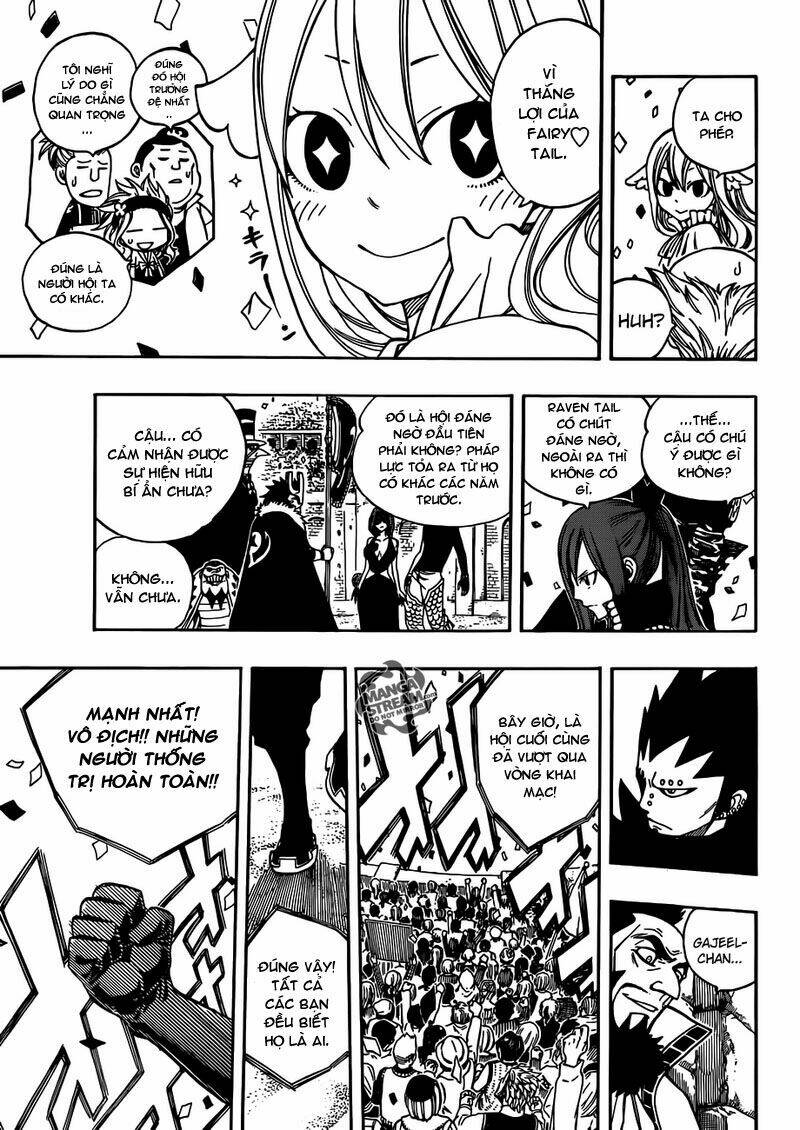 TA CHO
PHÉP.
HUH?
VÌ
THẮNG
LỢI CỦA
FAIRY♡
TAIL.
キラーン
ĐÚNG
ĐÓ HỘI
TRƯỞNG
ĐỆ NHẤT
..
TÔI NGHĨ
LÝ DO GÌ
CŨNG CHẲNG
QUAN TRỌNG
...
ĐÚNG LÀ
NGƯỜI HỘI TA
CÓ KHÁC.
...THẾ...
CẬU CÓ CHÚ
Ý ĐƯỢC GÌ
KHÔNG?
RAVEN TAIL
CÓ CHÚT
ĐÁNG NGỜ,
NGOÀI RA THÌ
KHÔNG CÓ
GÌ.
ĐÓ LÀ HỘI ĐÁNG
NGỜ ĐẦU TIÊN
PHẢI KHÔNG? PHÁP
LỰC TỎA RA TỪ HỌ
CÓ KHÁC CÁC NĂM
TRƯỚC.
CẬU... CÓ
CẢM NHẬN ĐƯỢC
SỰ HIỆN HỮU
BÍ ẨN CHƯA?
KHÔNG...
VẪN CHƯA.
GAJEEL-
CHAN...
BÂY GIỜ, LÀ
HỘI CUỐI CÙNG
ĐÃ VƯỢT QUA
VÒNG KHAI
MẠC!
MANGA
STREAM.com
DO NOT MIRROR!
ĐÚNG VẬY!
TẤT CẢ
CÁC BẠN
ĐỀU BIẾT
HỌ LÀ AI.
MẠNH NHẤT!
VÔ ĐỊCH!! NHỮNG
NGƯỜI THỐNG
TRỊ HOÀN TOÀN!!